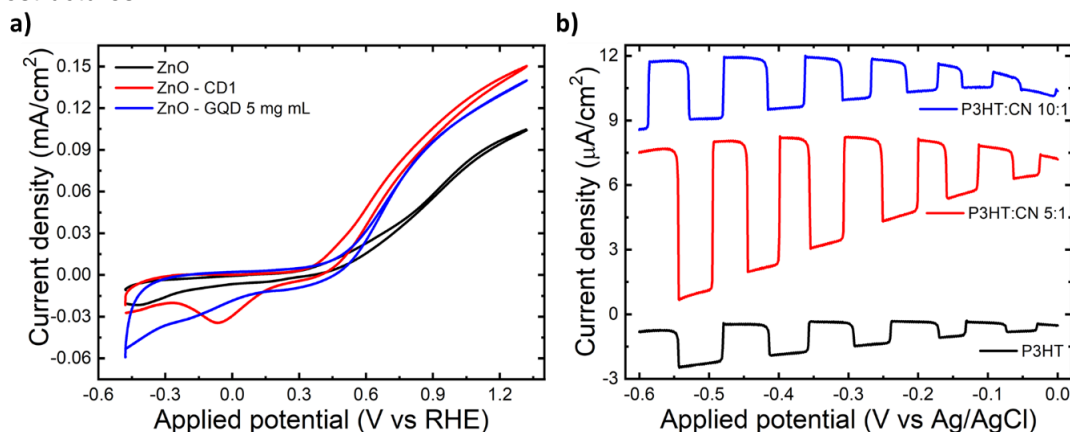 a)
b)
ZnO
ZnO - CD1
ZnO - GQD 5 mg mL
Current density (mA/cm²)
0.15
0.12
0.09
0.06
0.03
0.00
-0.03
-0.06
-0.6 -0.3 0.0 0.3 0.6 0.9 1.2
Applied potential (V vs RHE)
Current density (µA/cm²)
12
9
6
3
0
-3
P3HT:CN 10:1
P3HT:CN 5:1
P3HT
-0.6 -0.5 -0.4 -0.3 -0.2 -0.1 0.0
Applied potential (V vs Ag/AgCl)